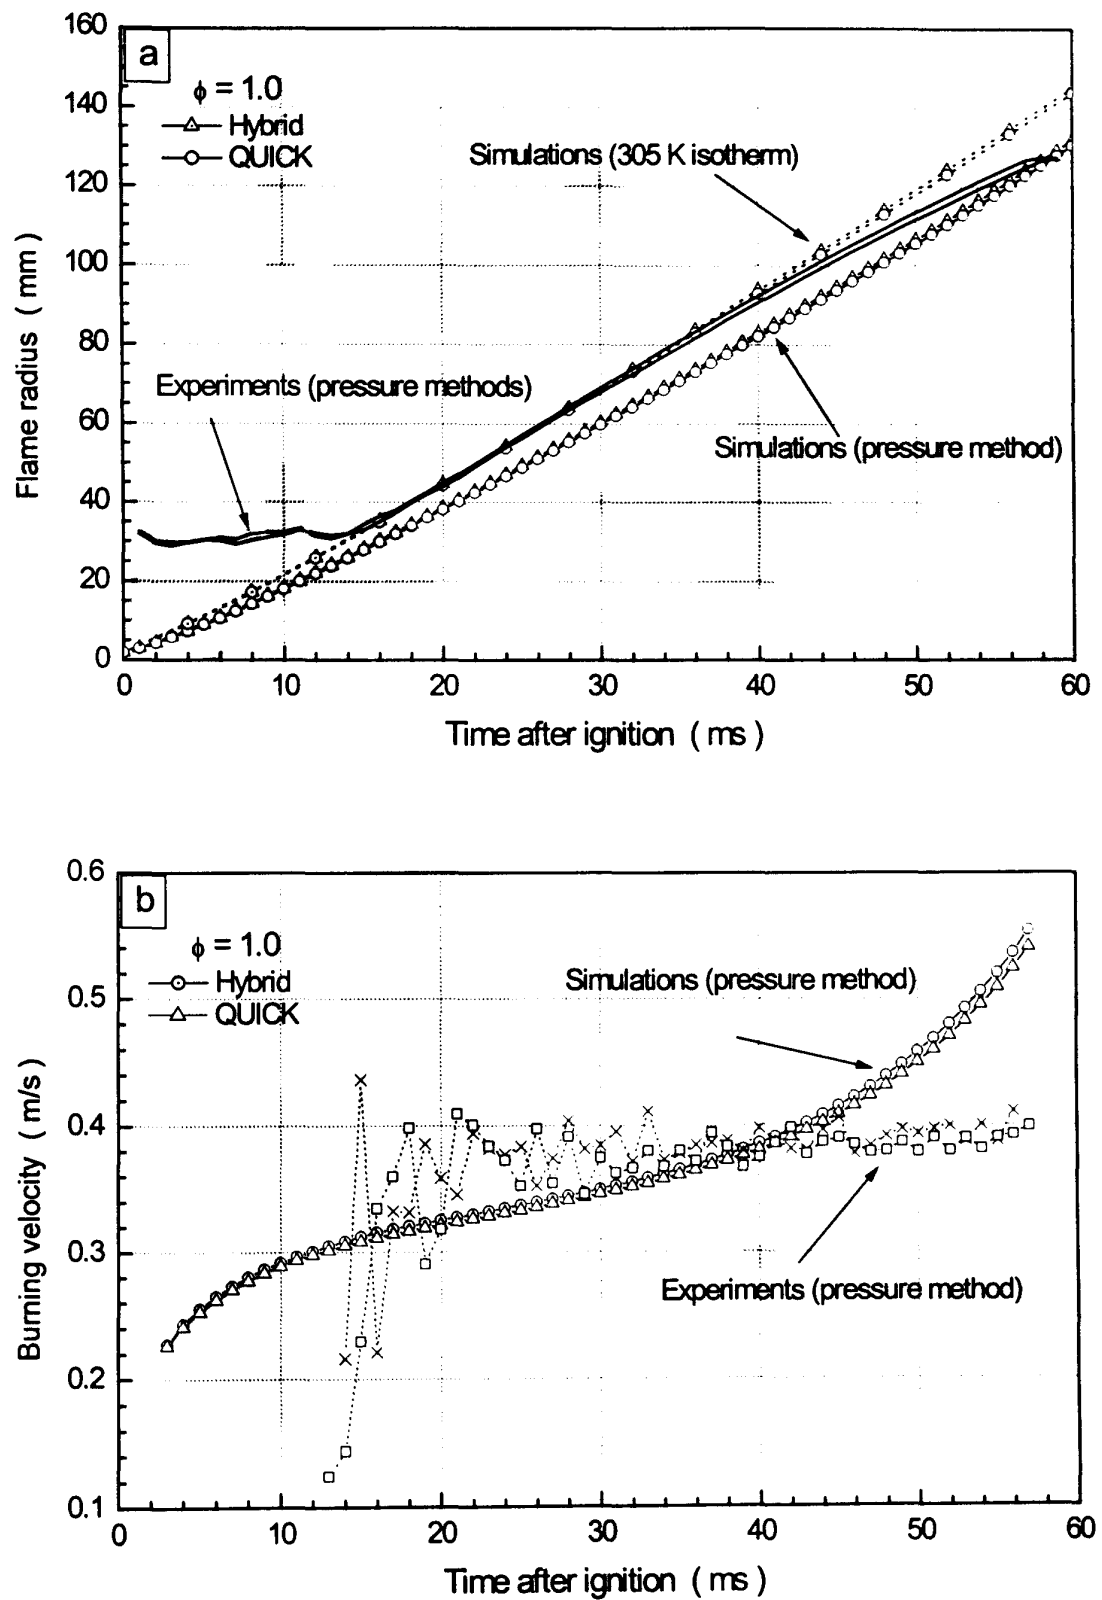 160
a
ϕ = 1.0
140
Hybrid
QUICK
Simulations (305 K isotherm)
120
100
Flame radius ( mm )
80
Experiments (pressure methods)
60
Simulations (pressure method)
40
20
0
0 10 20 30 40 50 60
Time after ignition ( ms )
0.6
b
ϕ = 1.0
Hybrid
Simulations (pressure method)
0.5
QUICK
0.4
Burning velocity ( m/s )
0.3
Experiments (pressure method)
0.2
0.1
0 10 20 30 40 50 60
Time after ignition ( ms )